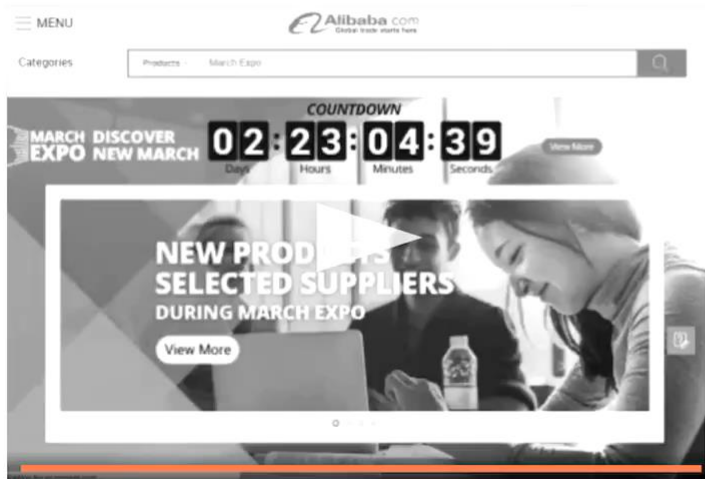 MENU
Alibaba.com
Global trade starts here
Categories
Products
March Expo
COUNTDOWN
MARCH
EXPO
DISCOVER
NEW MARCH
02:23:04:39
Days Hours Minutes Seconds
View More
NEW PRODUCTS
SELECTED SUPPLIERS
DURING MARCH EXPO
View More